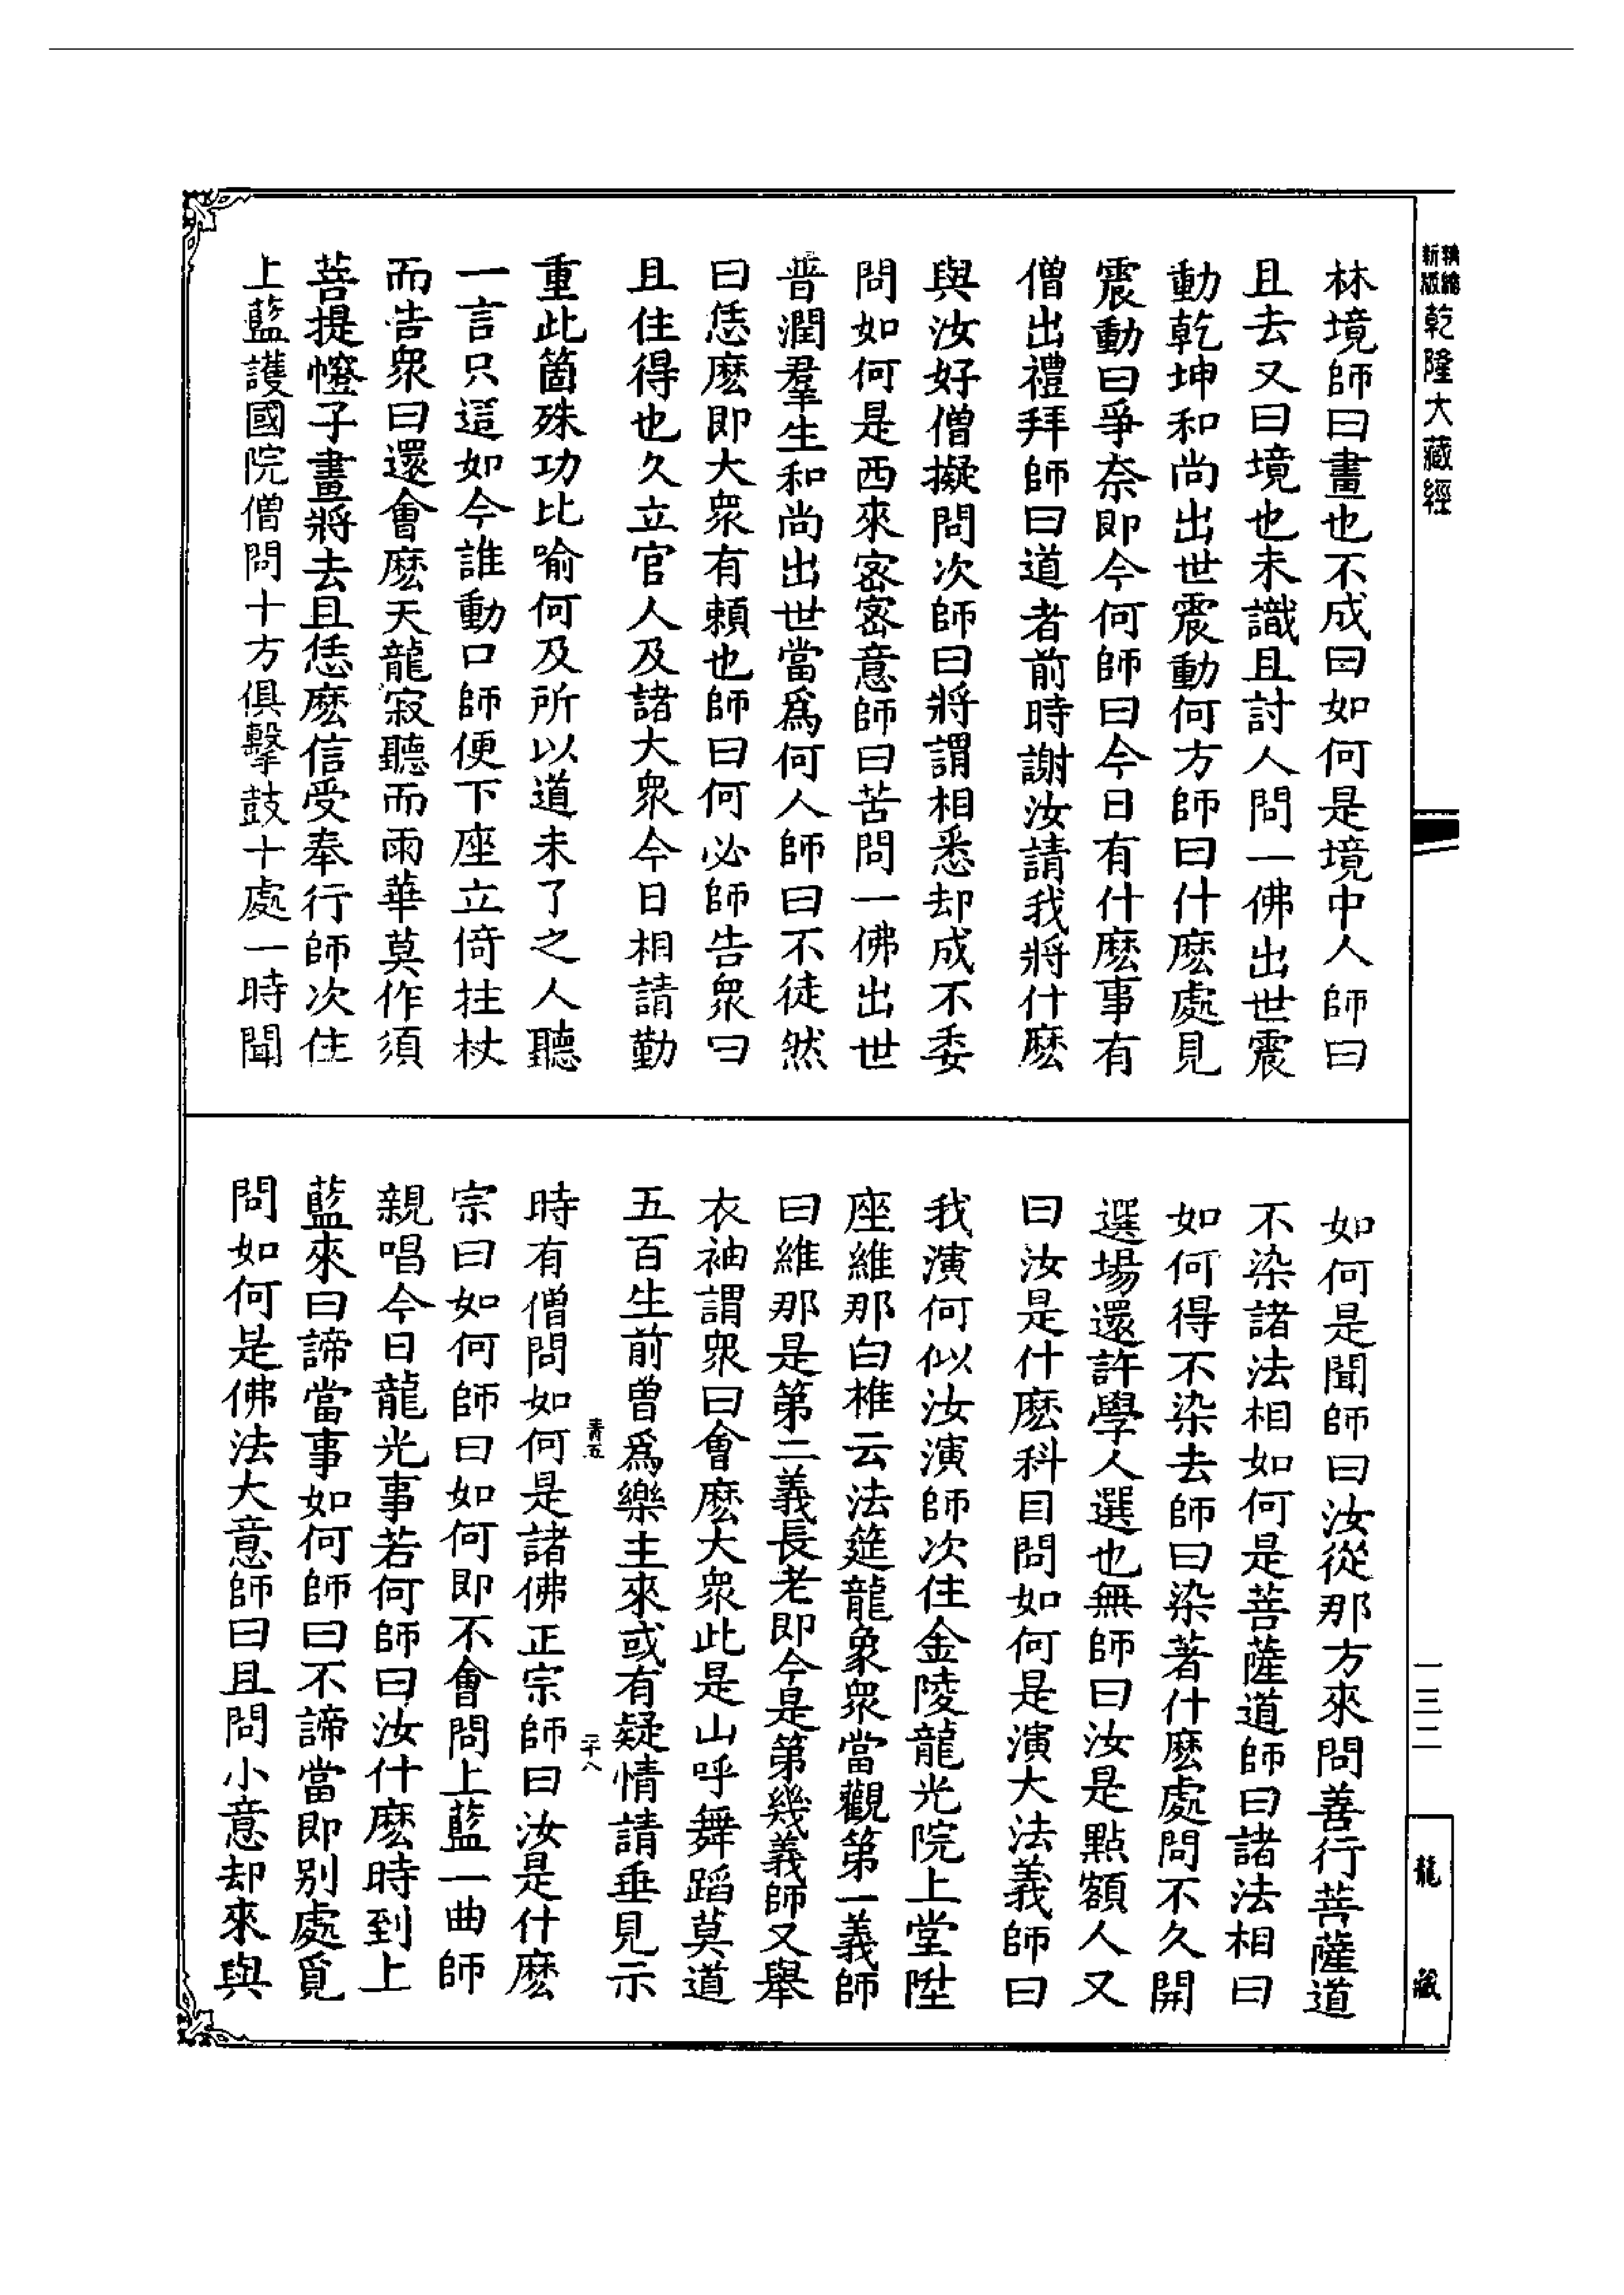 新編縮版乾隆大藏經
林境師曰畫也不成曰如何是境中人師曰
且去又曰境也未識且討人問一佛出世震
動乾坤和尚出世震動何方師曰什麽處見
震動曰爭奈即今何師曰今日有什麽事有
僧出禮拜師曰道者前時謝汝請我將什麽
與汝好僧擬問次師曰將謂相悉却成不委
問如何是西來密密意師曰苦問一佛出世
普潤羣生和尚出世當爲何人師曰不徒然
曰恁麽即大衆有賴也師曰何必師告衆曰
且住得也久立官人及諸大衆今日相請勤
重此箇殊功比喻何及所以道未了之人聽
一言只這如今誰動口師便下座立倚拄杖
而告衆曰還會麽天龍寂聽而雨華莫作須
菩提幀子畫將去且恁麽信受奉行師次住
上藍護國院僧問十方俱擊鼓十處一時聞
如何是聞師曰汝從那方來問善行菩薩道
不染諸法相如何是菩薩道師曰諸法相曰
如何得不染去師曰染著什麽處問不久開
選場還許學人選也無師曰汝是點額人又
曰汝是什麽科目問如何是演大法義師曰
我演何似汝演師次住金陵龍光院上堂陞
座維那白椎云法筵龍象衆當觀第一義師
曰維那是第二義長老即今是第幾義師又舉
衣袖謂衆曰會麽大衆此是山呼舞蹈莫道
五百生前曾爲樂主來或有疑情請垂見示
青五
二十八
時有僧問如何是諸佛正宗師曰汝是什麽
宗曰如何師曰如何即不會問上藍一曲師
親唱今日龍光事若何師曰汝什麽時到上
藍來曰諦當事如何師曰不諦當即别處覓
問如何是佛法大意師曰且問小意却來與
一三二
龍藏